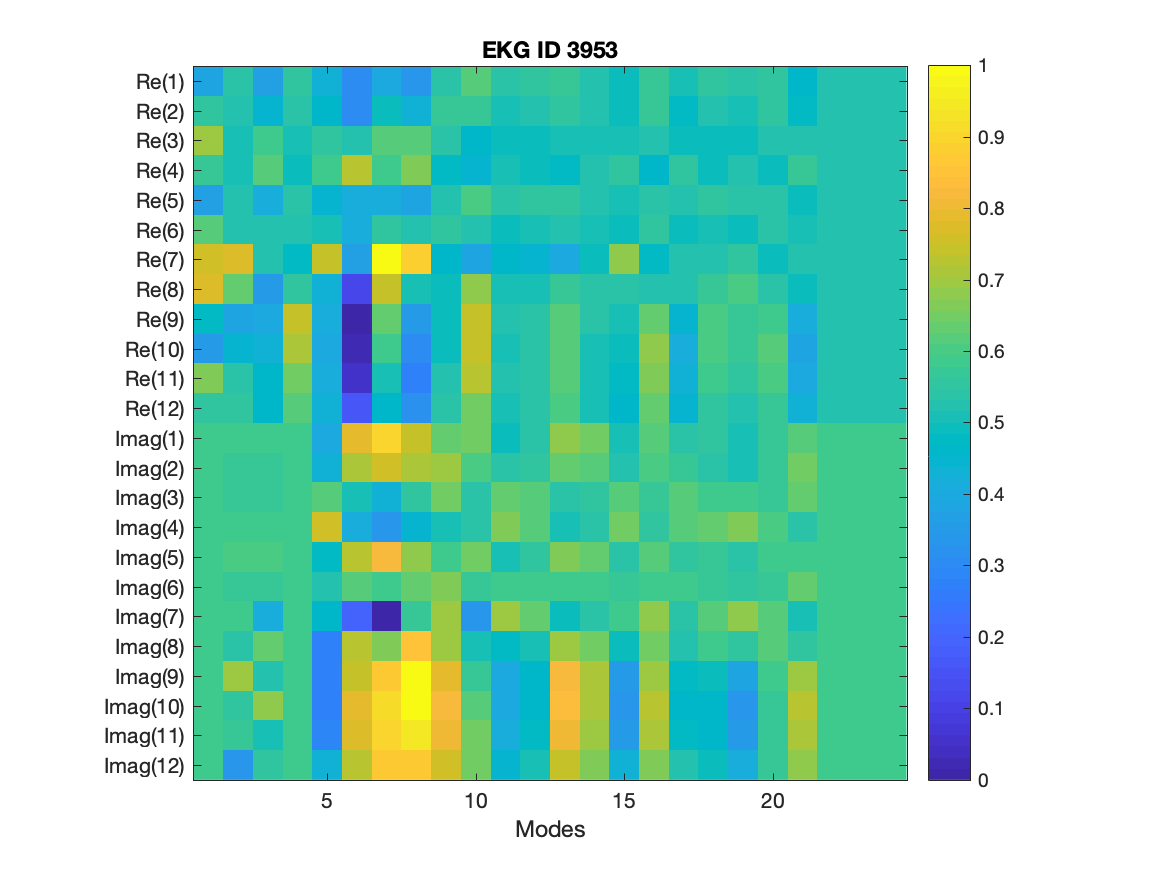 EKG ID 3953
Re(1)
Re(2)
Re(3)
Re(4)
Re(5)
Re(6)
Re(7)
Re(8)
Re(9)
Re(10)
Re(11)
Re(12)
Imag(1)
Imag(2)
Imag(3)
Imag(4)
Imag(5)
Imag(6)
Imag(7)
Imag(8)
Imag(9)
Imag(10)
Imag(11)
Imag(12)
5 10 15 20
Modes
1
0.9
0.8
0.7
0.6
0.5
0.4
0.3
0.2
0.1
0